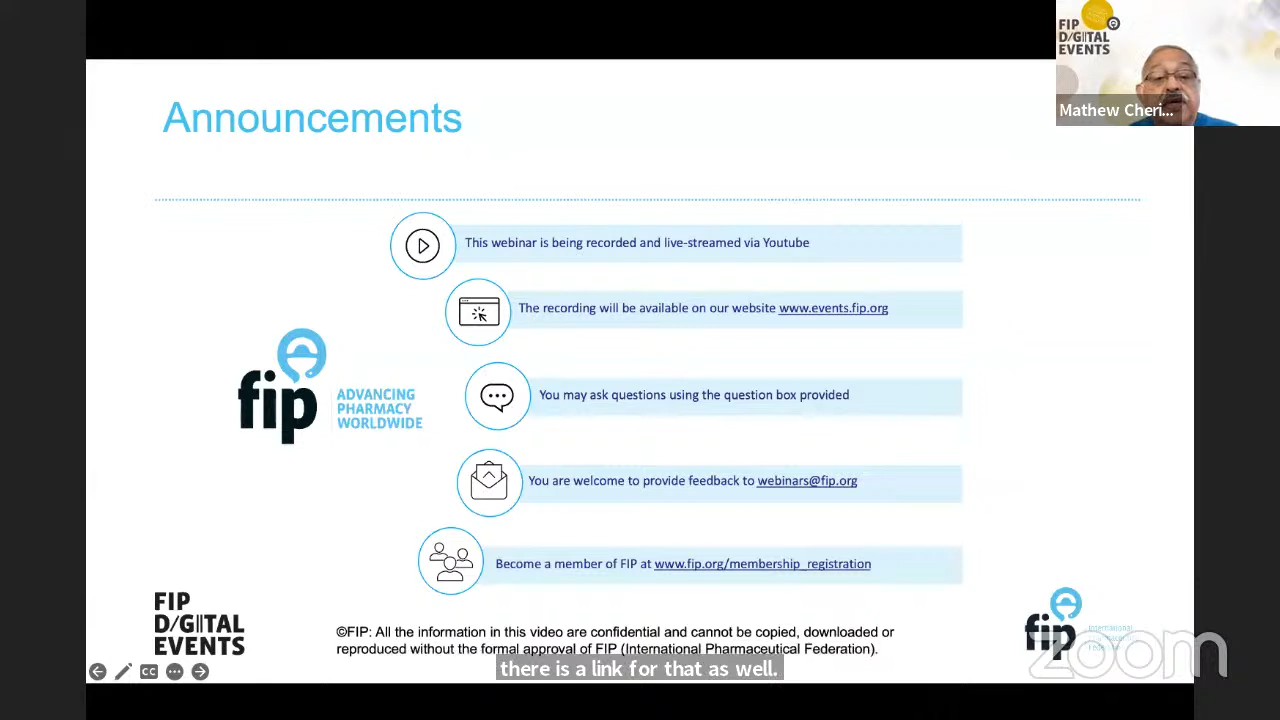 FIP
D/GITAL
EVENTS
Mathew Cheri...
Announcements
This webinar is being recorded and live-streamed via Youtube
The recording will be available on our website www.events.fip.org
fip
ADVANCING
PHARMACY
WORLDWIDE
You may ask questions using the question box provided
You are welcome to provide feedback to webinars@fip.org
Become a member of FIP at www.fip.org/membership_registration
FIP
D/GITAL
EVENTS
©FIP: All the information in this video are confidential and cannot be copied, downloaded or
reproduced without the formal approval of FIP (International Pharmaceutical Federation).
fip
International
zoom
CC
there is a link for that as well.